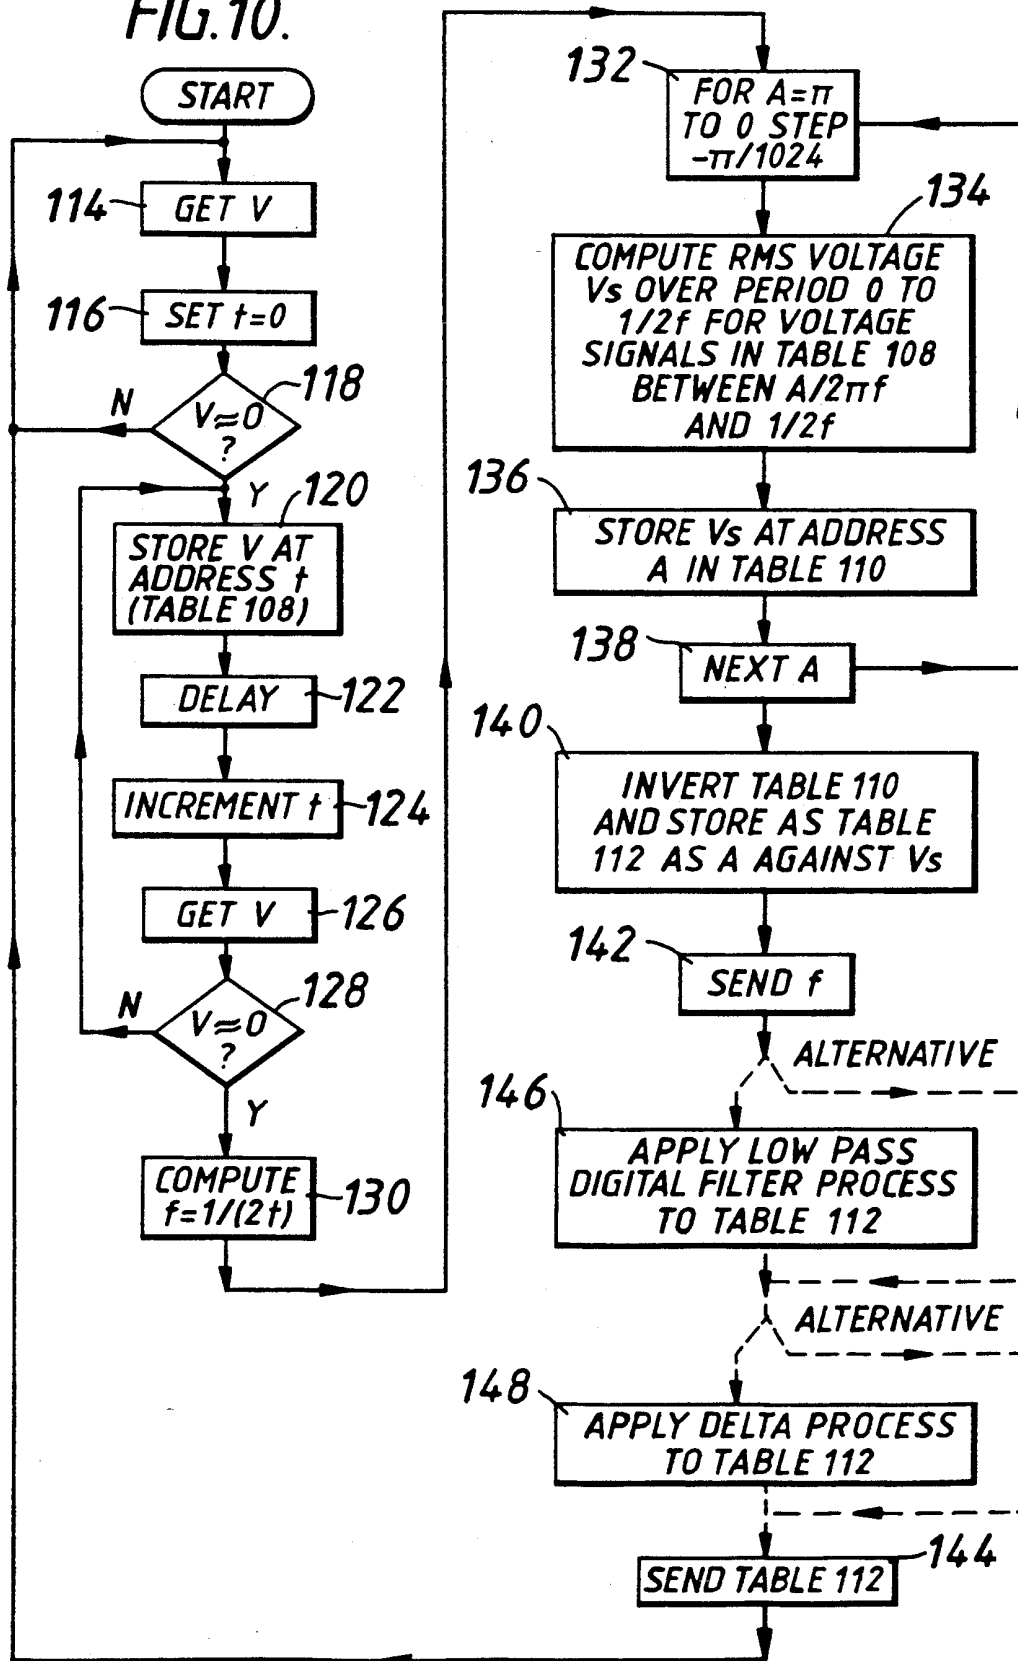 FIG.10.
START
114
GET V
116
SET t=0
118
N
V≈0
?
Y
120
STORE V AT
ADDRESS t
(TABLE 108)
DELAY
122
INCREMENT t
124
GET V
126
128
N
V≈0
?
Y
COMPUTE
f=1/(2t)
130
132
FOR A=π
TO 0 STEP
-π/1024
134
COMPUTE RMS VOLTAGE
Vs OVER PERIOD 0 TO
1/2f FOR VOLTAGE
SIGNALS IN TABLE 108
BETWEEN A/2πf
AND 1/2f
136
STORE Vs AT ADDRESS
A IN TABLE 110
138
NEXT A
140
INVERT TABLE 110
AND STORE AS TABLE
112 AS A AGAINST Vs
142
SEND f
ALTERNATIVE
146
APPLY LOW PASS
DIGITAL FILTER PROCESS
TO TABLE 112
ALTERNATIVE
148
APPLY DELTA PROCESS
TO TABLE 112
144
SEND TABLE 112